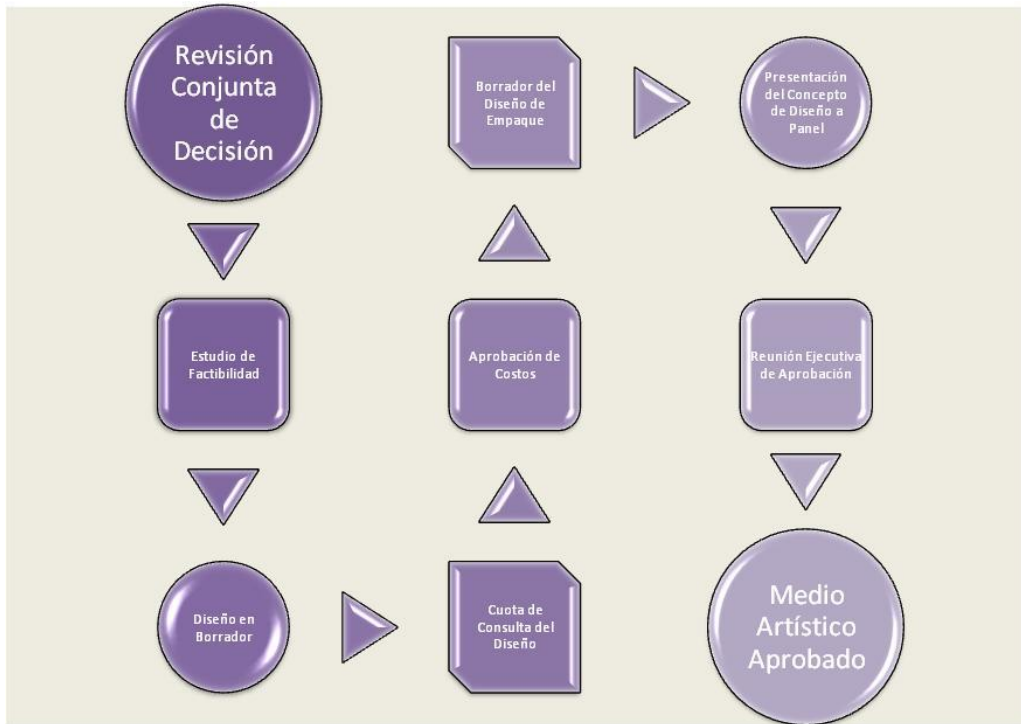 Revisión
Conjunta
de
Decisión
Estudio de
Factibilidad
Diseño en
Borrador
Cuota de
Consulta del
Diseño
Aprobación de
Costos
Borrador del
Diseño de
Empaque
Presentación
del Concepto
de Diseño a
Panel
Reunión Ejecutiva
de Aprobación
Medio
Artístico
Aprobado